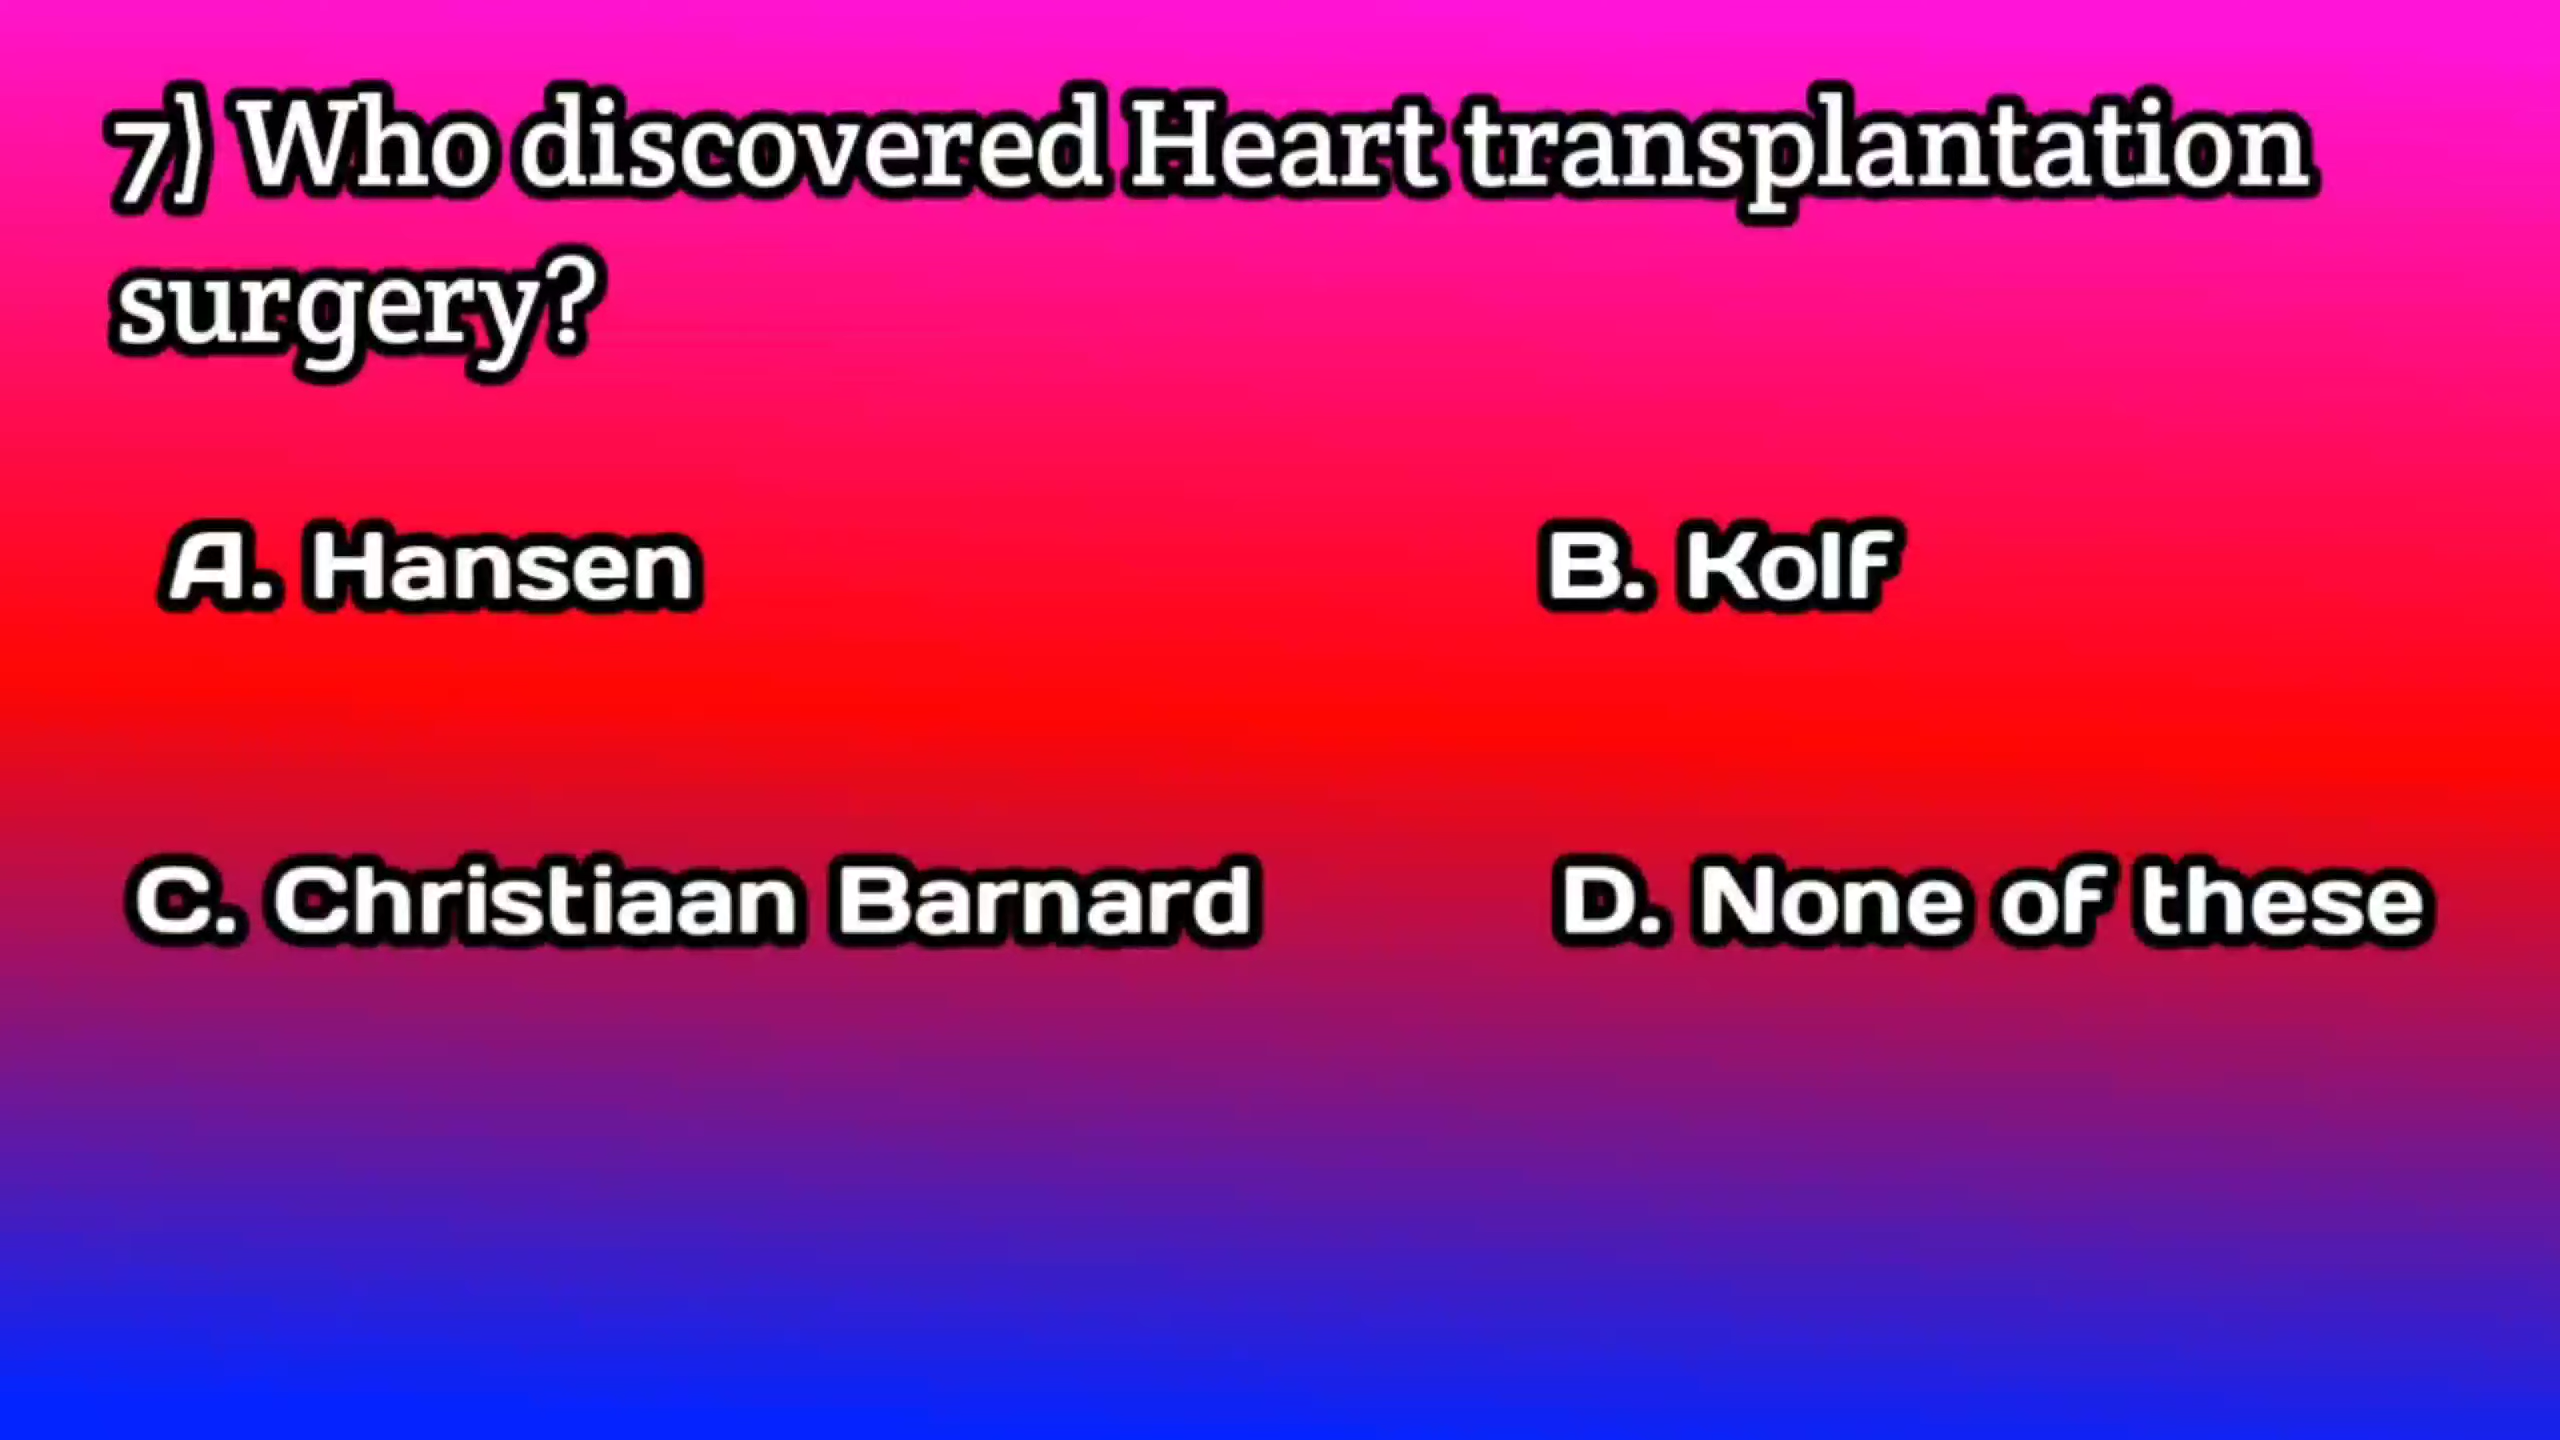 7) Who discovered Heart transplantation
surgery?
A. Hansen
B. Kolf
C. Christiaan Barnard
D. None of these